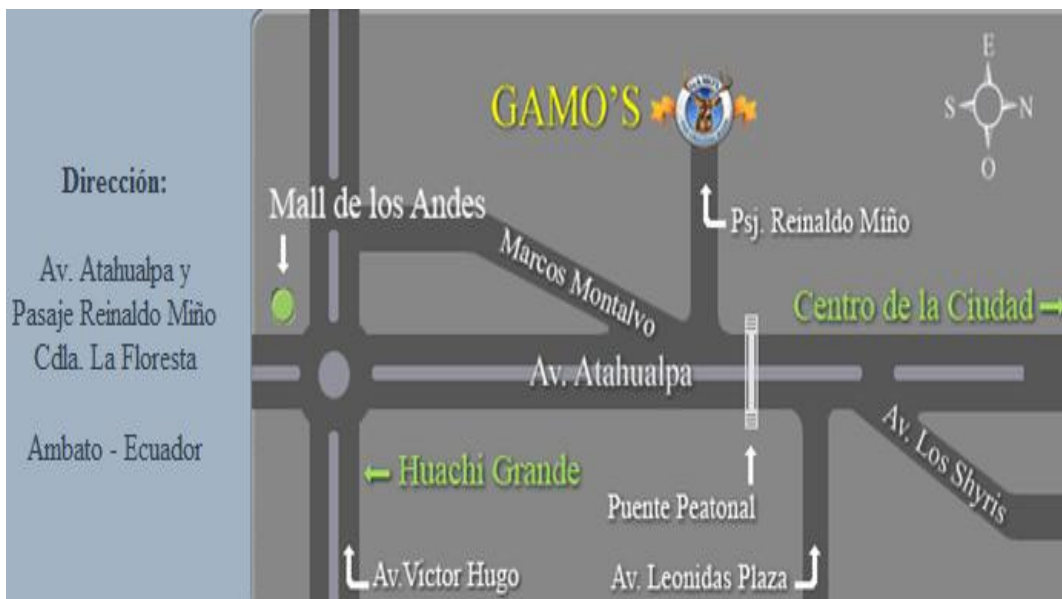 Dirección:
Av. Atahualpa y
Pasaje Reinaldo Miño
Cdla. La Floresta
Ambato - Ecuador
GAMO'S
GAMO'S
E
S
N
O
Mall de los Andes
Psj. Reinaldo Miño
Marcos Montalvo
Centro de la Ciudad
Av. Atahualpa
Av. Los Shyris
Huachi Grande
Puente Peatonal
Av.Victor Hugo
Av. Leonidas Plaza